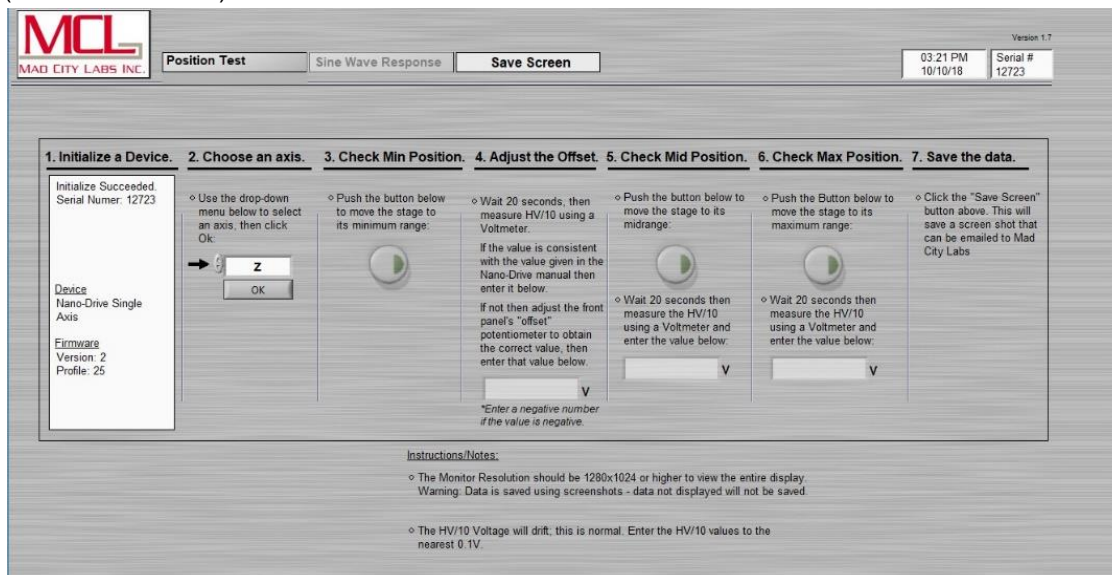 MCL
MAD CITY LABS INC.
Position Test
Sine Wave Response
Save Screen
Version 1.7
03:21 PM
10/10/18
Serial #
12723
1. Initialize a Device.
Initialize Succeeded.
Serial Numer: 12723
Device
Nano-Drive Single
Axis
Firmware
Version: 2
Profile: 25
2. Choose an axis.
Use the drop-down
menu below to select
an axis, then click
Ok:
Z
OK
3. Check Min Position.
Push the button below
to move the stage to
its minimum range:
4. Adjust the Offset.
Wait 20 seconds, then
measure HV/10 using a
Voltmeter.
If the value is consistent
with the value given in the
Nano-Drive manual then
enter it below.
If not then adjust the front
panel's "offset"
potentiometer to obtain
the correct value, then
enter that value below.
V
*Enter a negative number
if the value is negative.
5. Check Mid Position.
Push the button below to
move the stage to its
midrange:
Wait 20 seconds then
measure the HV/10
using a Voltmeter and
enter the value below:
V
6. Check Max Position.
Push the Button below to
move the stage to its
maximum range:
Wait 20 seconds then
measure the HV/10
using a Voltmeter and
enter the value below:
V
7. Save the data.
Click the "Save Screen"
button above. This will
save a screen shot that
can be emailed to Mad
City Labs
Instructions/Notes:
The Monitor Resolution should be 1280x1024 or higher to view the entire display.
Warning: Data is saved using screenshots - data not displayed will not be saved.
The HV/10 Voltage will drift; this is normal. Enter the HV/10 values to the
nearest 0.1V.